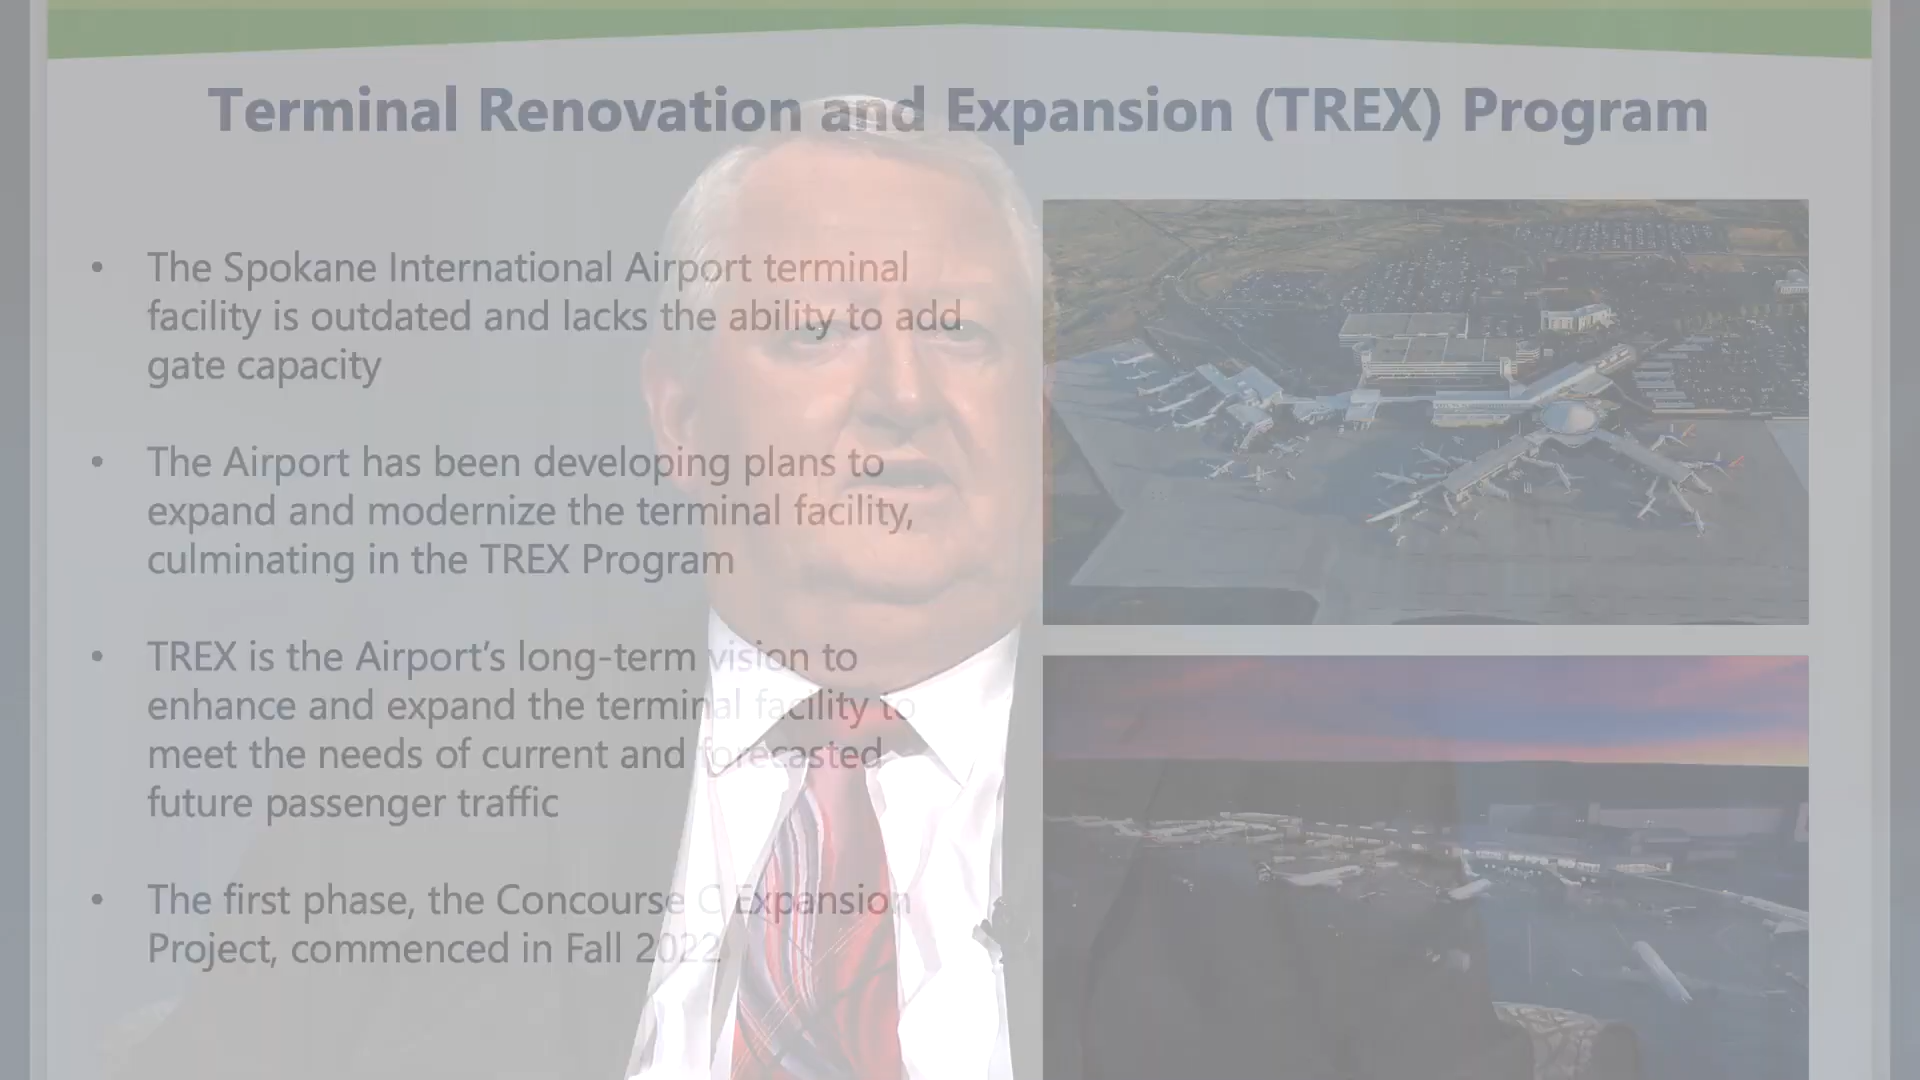 Terminal Renovation and Expansion (TREX) Program
• The Spokane International Airport terminal
facility is outdated and lacks the ability to add
gate capacity
• The Airport has been developing plans to
expand and modernize the terminal facility,
culminating in the TREX Program
• TREX is the Airport’s long-term vision to
enhance and expand the terminal facility to
meet the needs of current and forecasted
future passenger traffic
• The first phase, the Concourse C Expansion
Project, commenced in Fall 2022